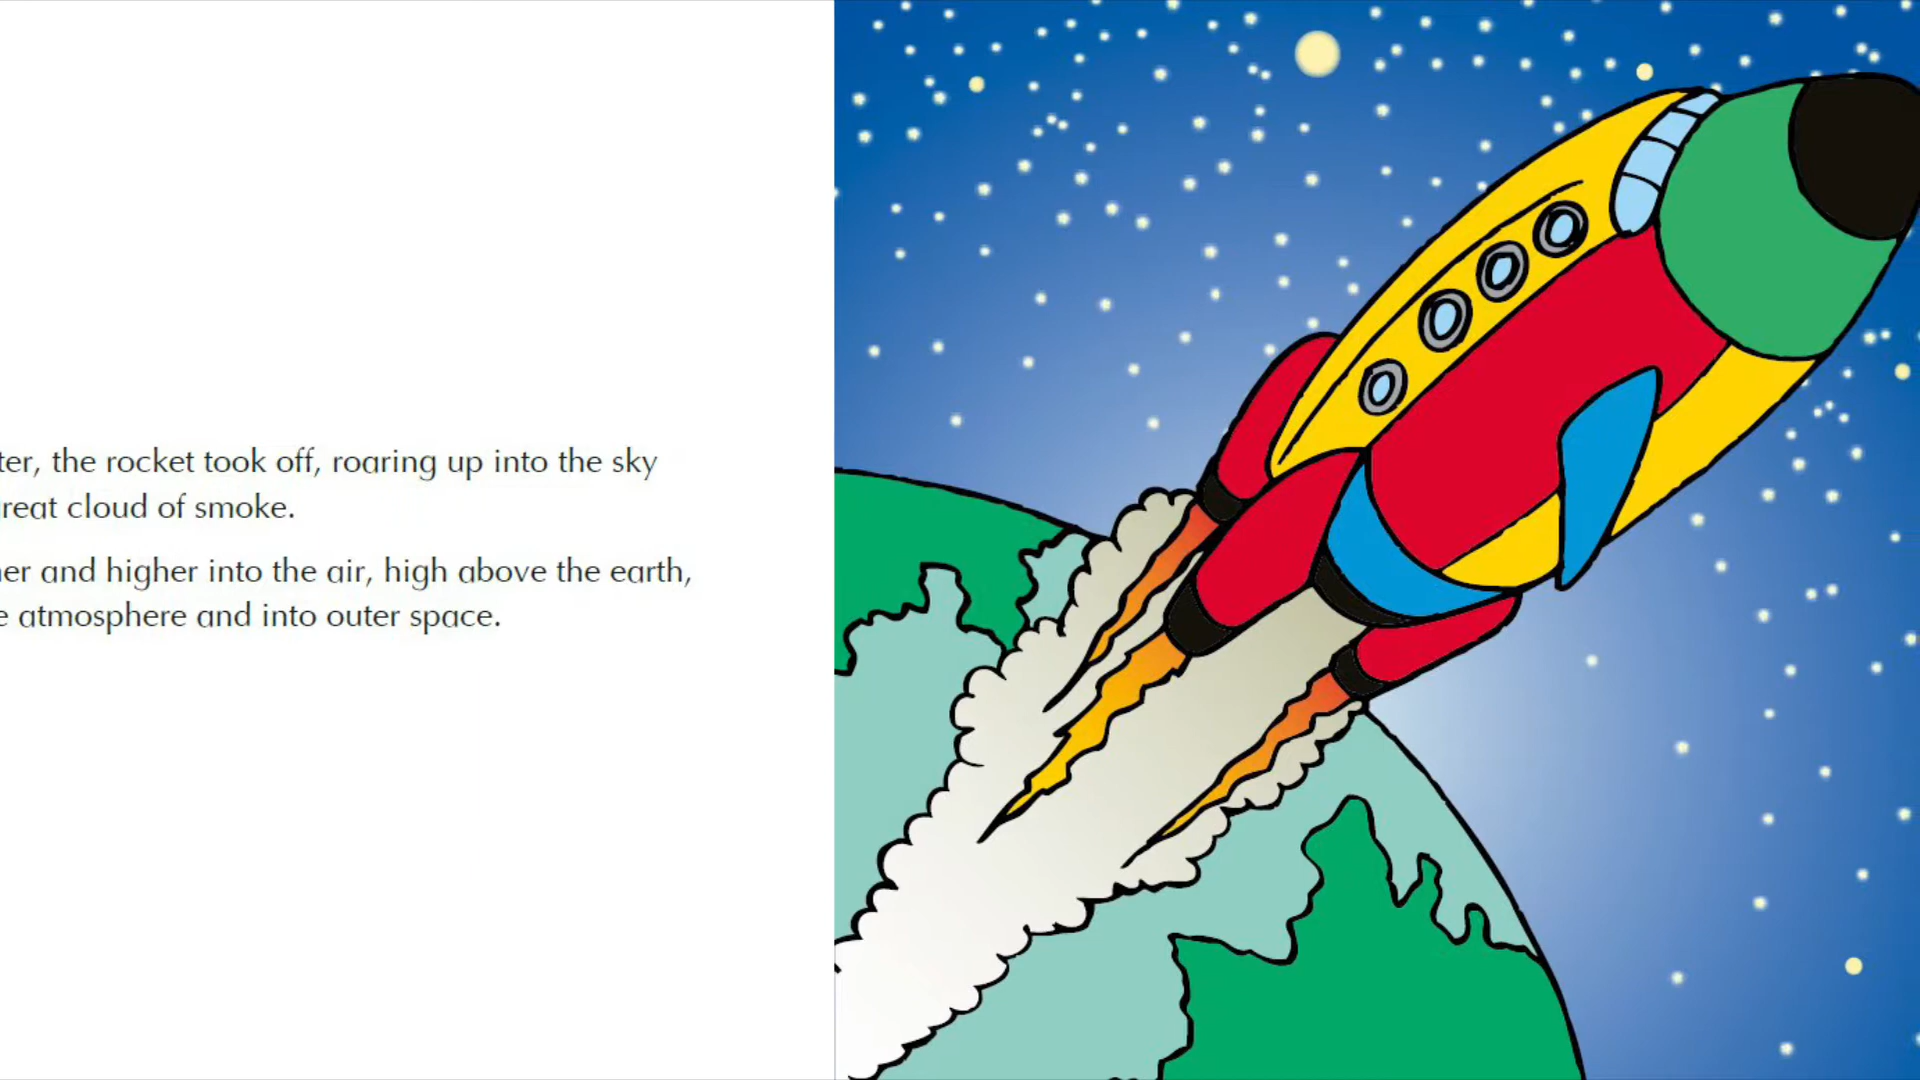 ter, the rocket took off, roaring up into the sky
reat cloud of smoke.
er and higher into the air, high above the earth,
e atmosphere and into outer space.